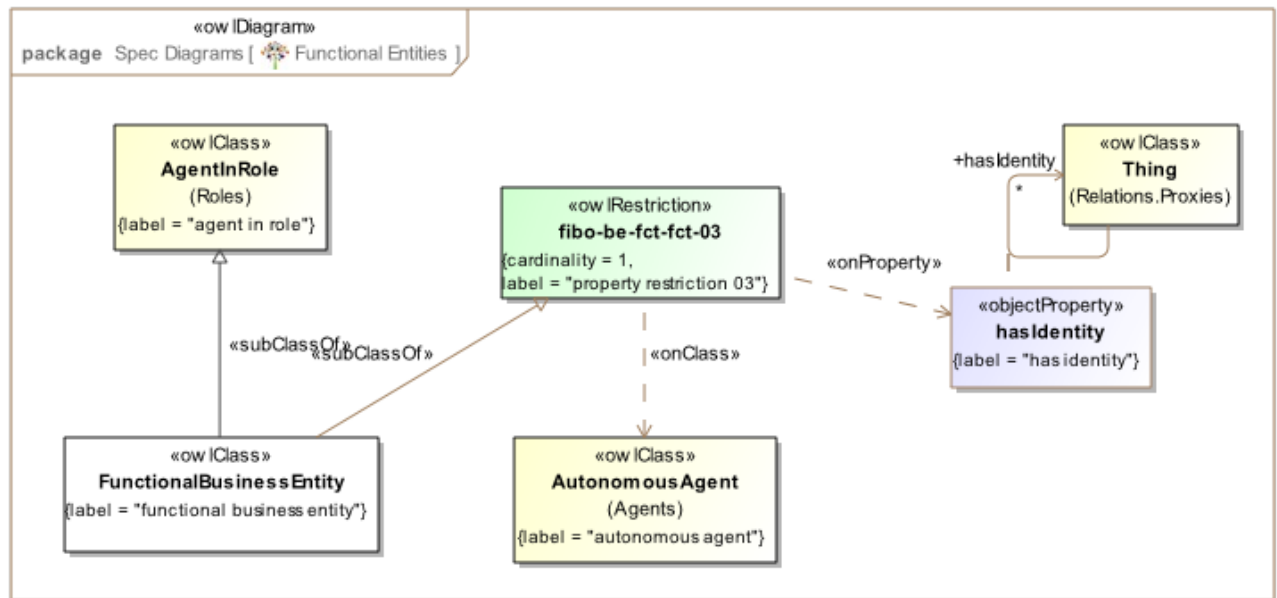 «owlDiagram»
package Spec Diagrams [ Functional Entities ]
«owlClass»
AgentInRole
(Roles)
{label = "agent in role"}
«owlRestriction»
fibo-be-fct-fct-03
{cardinality = 1,
label = "property restriction 03"}
+hasIdentity
*
«owlClass»
Thing
(Relations.Proxies)
«onProperty»
«objectProperty»
hasIdentity
{label = "has identity"}
«subClassOf»
«subClassOf»
«onClass»
«owlClass»
FunctionalBusinessEntity
{label = "functional business entity"}
«owlClass»
AutonomousAgent
(Agents)
{label = "autonomous agent"}